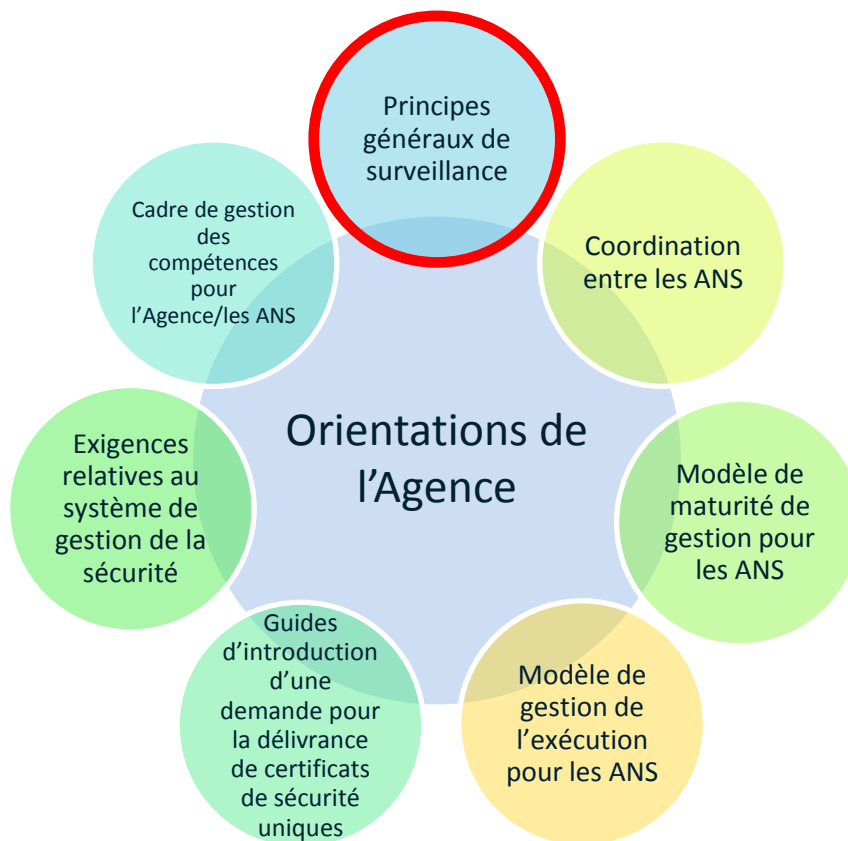 Principes
généraux de
surveillance
Cadre de gestion
des
compétences
pour
l'Agence/les ANS
Coordination
entre les ANS
Orientations de
l'Agence
Exigences
relatives au
système de
gestion de la
sécurité
Modèle de
maturité de
gestion pour
les ANS
Guides
d'introduction
d'une
demande pour
la délivrance
de certificats
de sécurité
uniques
Modèle de
gestion de
l'exécution
pour les ANS